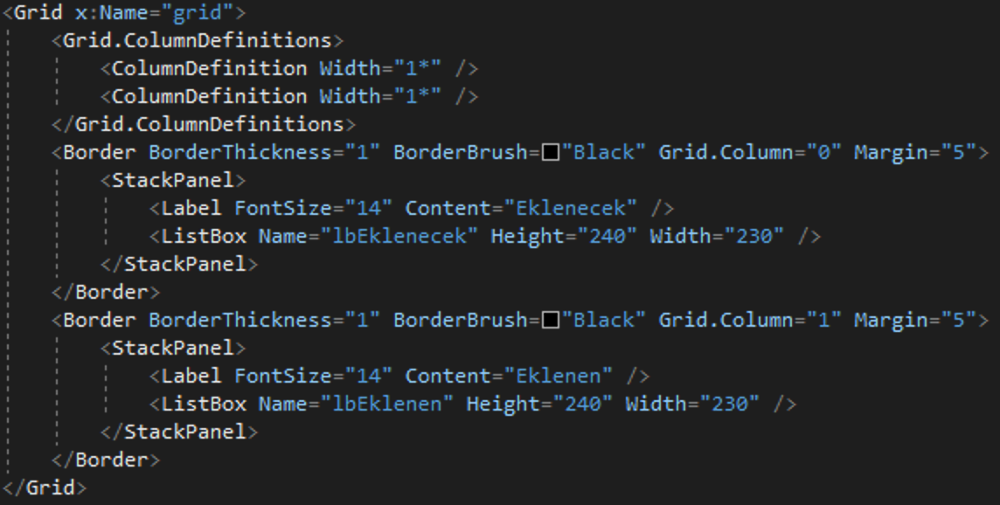 <Grid x:Name="grid">
<Grid.ColumnDefinitions>
<ColumnDefinition Width="1*" />
<ColumnDefinition Width="1*" />
</Grid.ColumnDefinitions>
<Border BorderThickness="1" BorderBrush="Black" Grid.Column="0" Margin="5">
<StackPanel>
<Label FontSize="14" Content="Eklenecek" />
<ListBox Name="lbEklenecek" Height="240" Width="230" />
</StackPanel>
</Border>
<Border BorderThickness="1" BorderBrush="Black" Grid.Column="1" Margin="5">
<StackPanel>
<Label FontSize="14" Content="Eklenen" />
<ListBox Name="lbEklenen" Height="240" Width="230" />
</StackPanel>
</Border>
</Grid>